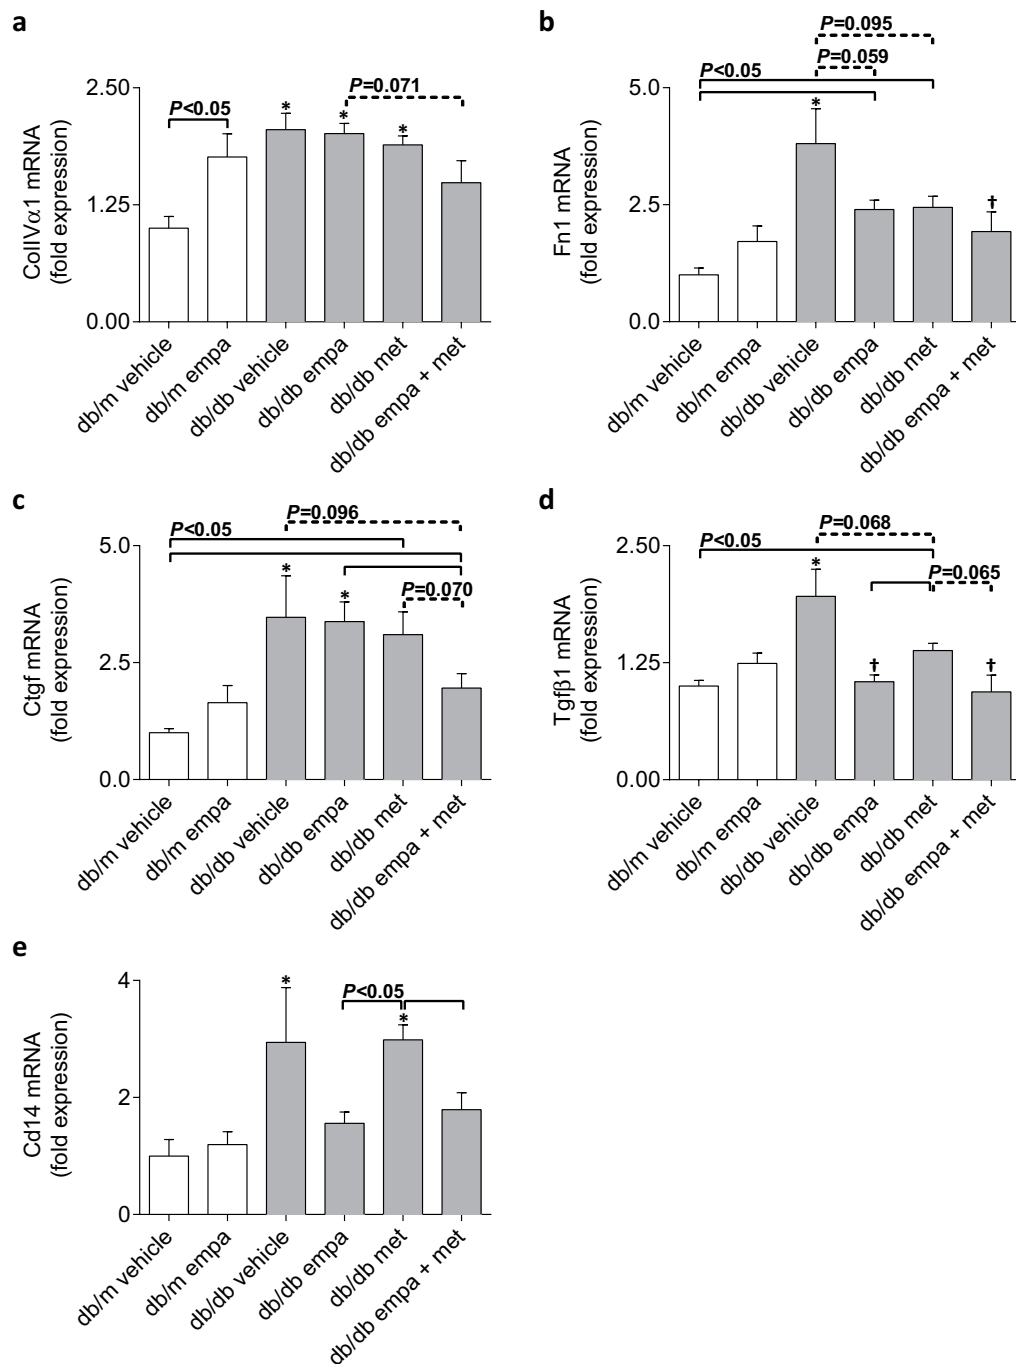 a
P<0.05
P=0.071
*
*
*
2.50
1.25
0.00
CollVα1 mRNA
(fold expression)
db/m vehicle
db/m empa
db/db vehicle
db/db empa
db/db met
db/db empa + met
b
P=0.095
P=0.059
P<0.05
*
†
5.0
2.5
0.0
Fn1 mRNA
(fold expression)
db/m vehicle
db/m empa
db/db vehicle
db/db empa
db/db met
db/db empa + met
c
P=0.096
P<0.05
P=0.070
*
*
5.0
2.5
0.0
Ctgf mRNA
(fold expression)
db/m vehicle
db/m empa
db/db vehicle
db/db empa
db/db met
db/db empa + met
d
P=0.068
P<0.05
P=0.065
*
†
†
2.50
1.25
0.00
Tgfβ1 mRNA
(fold expression)
db/m vehicle
db/m empa
db/db vehicle
db/db empa
db/db met
db/db empa + met
e
P<0.05
*
*
4
2
0
Cd14 mRNA
(fold expression)
db/m vehicle
db/m empa
db/db vehicle
db/db empa
db/db met
db/db empa + met